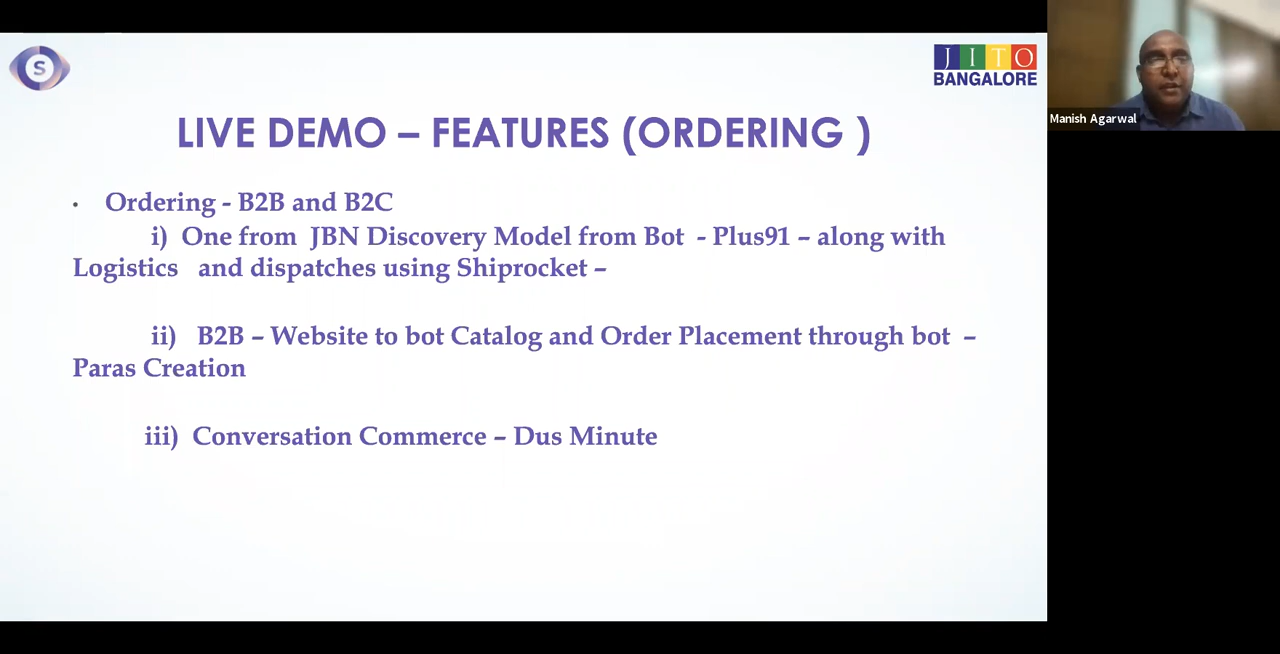 S
JITO
BANGALORE
Manish Agarwal
LIVE DEMO – FEATURES (ORDERING )
• Ordering - B2B and B2C
i) One from JBN Discovery Model from Bot - Plus91 – along with
Logistics and dispatches using Shiprocket –
ii) B2B – Website to bot Catalog and Order Placement through bot –
Paras Creation
iii) Conversation Commerce – Dus Minute